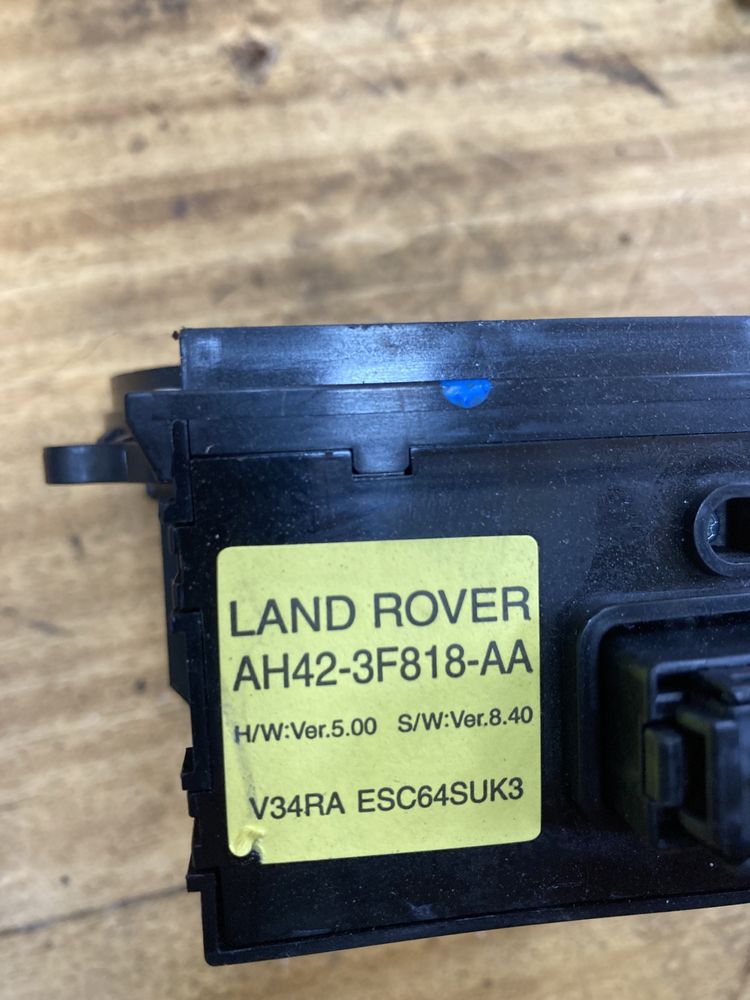 LAND ROVER
AH42-3F818-AA
H/W:Ver.5.00 S/W:Ver.8.40
V34RA ESC64SUK3